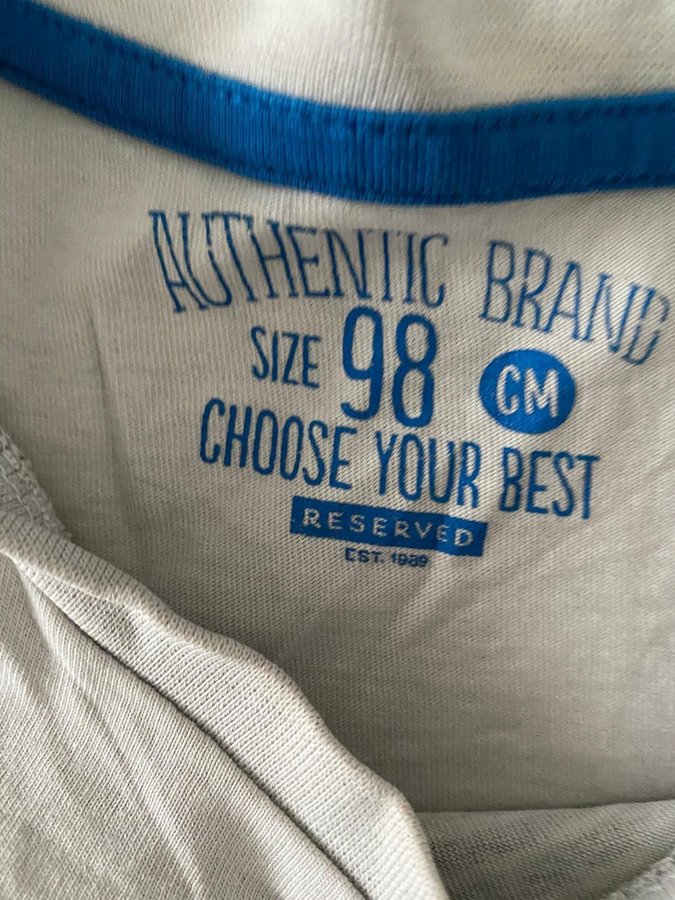 AUTHENTIC BRAND
SIZE 98 CM
CHOOSE YOUR BEST
RESERVED
EST. 1989